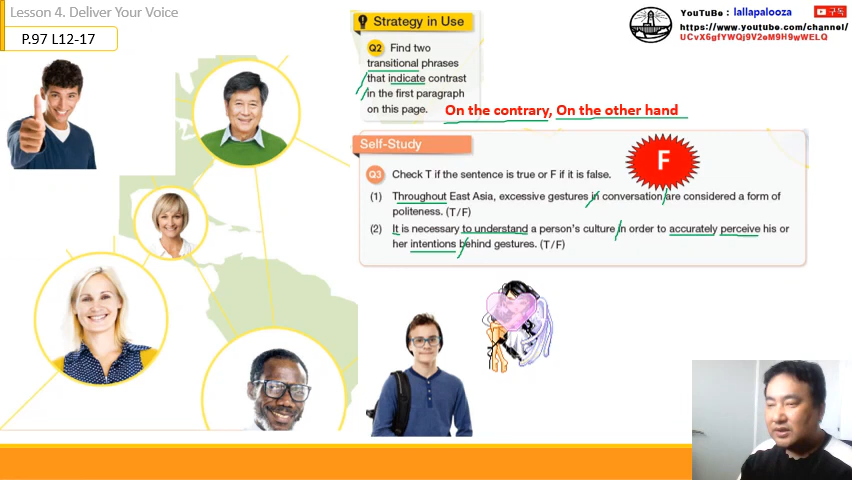 Lesson 4. Deliver Your Voice
P.97 L12-17
YouTuBe : lallapalooza
구독
https://www.youtube.com/channel/
UCvX6gfYWQj9V2eM9H9wWELQ
Strategy in Use
Q2 Find two
transitional phrases
that indicate contrast
in the first paragraph
on this page.
On the contrary, On the other hand
Self-Study
F
Q3 Check T if the sentence is true or F if it is false.
(1) Throughout East Asia, excessive gestures in conversation are considered a form of
politeness. (T/F)
(2) It is necessary to understand a person's culture in order to accurately perceive his or
her intentions behind gestures. (T/F)